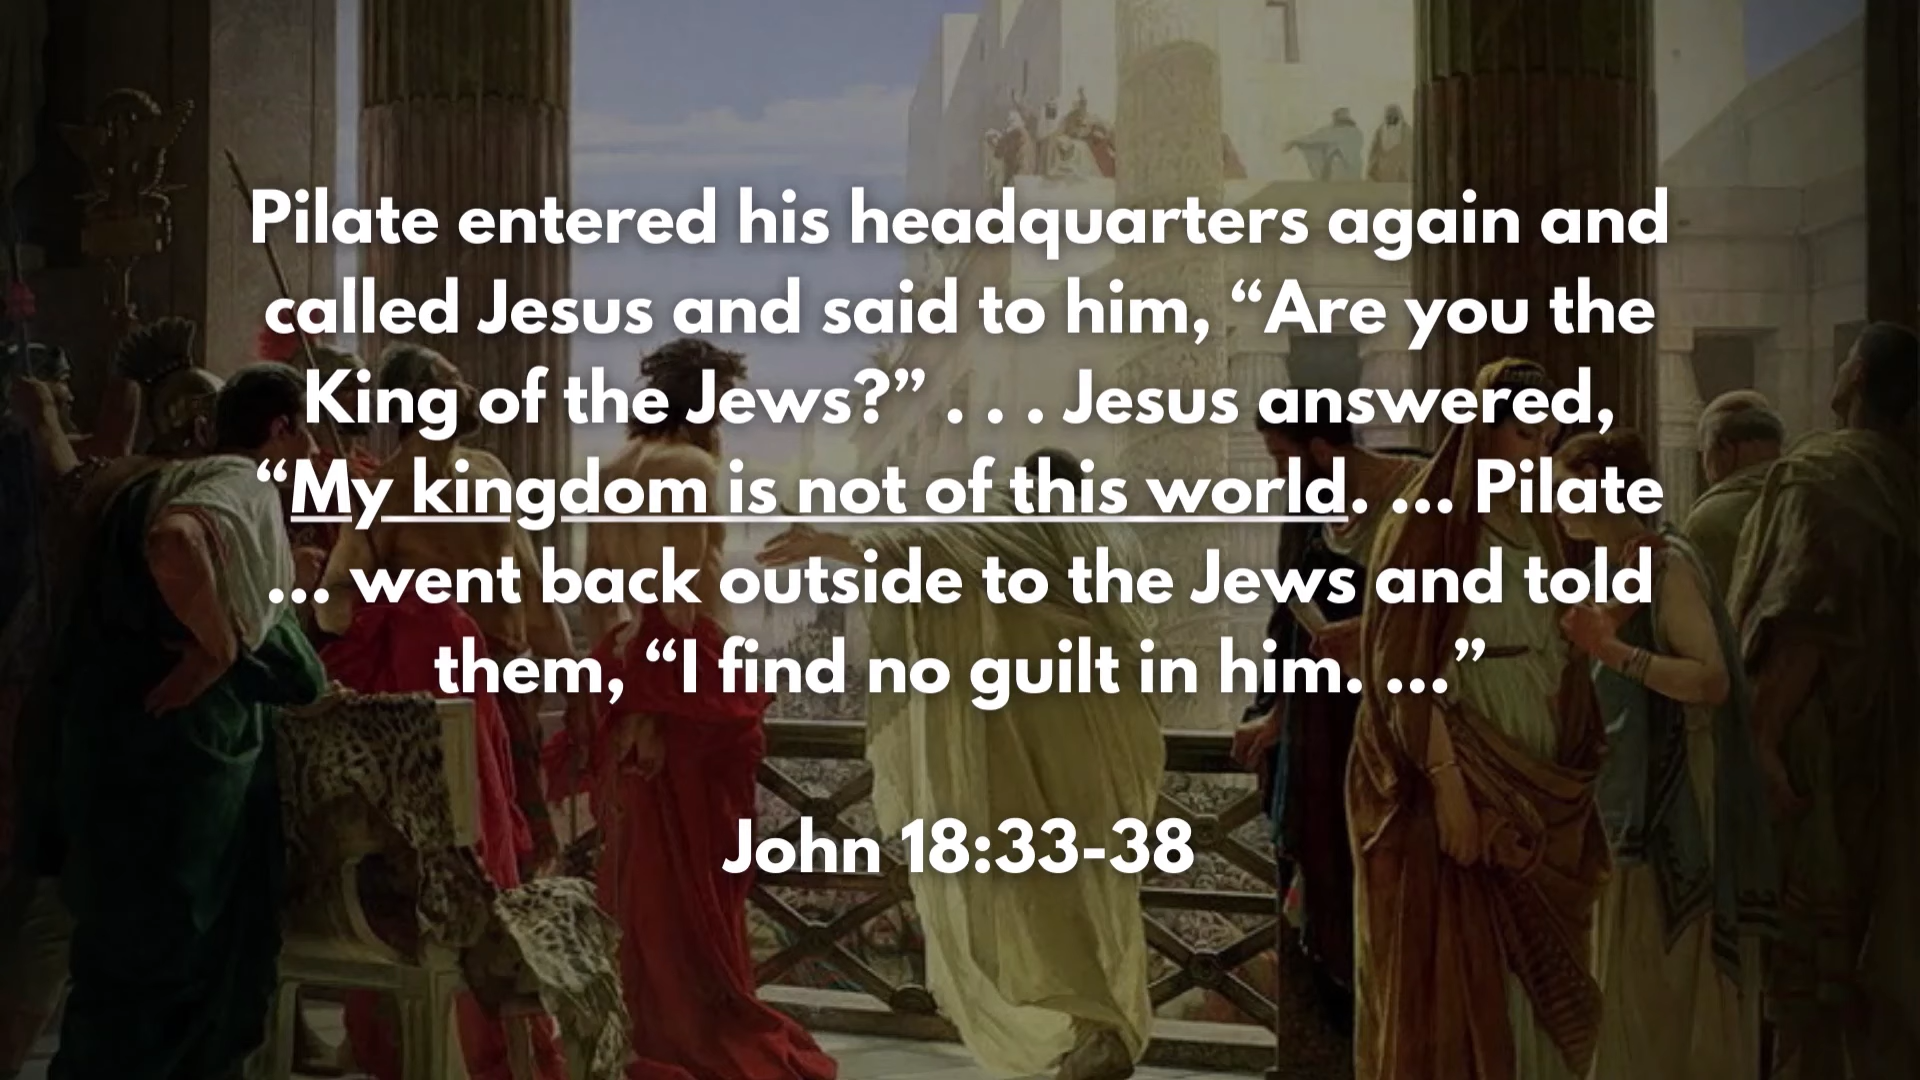 Pilate entered his headquarters again and
called Jesus and said to him, “Are you the
King of the Jews?” . . . Jesus answered,
“My kingdom is not of this world. ... Pilate
... went back outside to the Jews and told
them, “I find no guilt in him. ...”
John 18:33-38